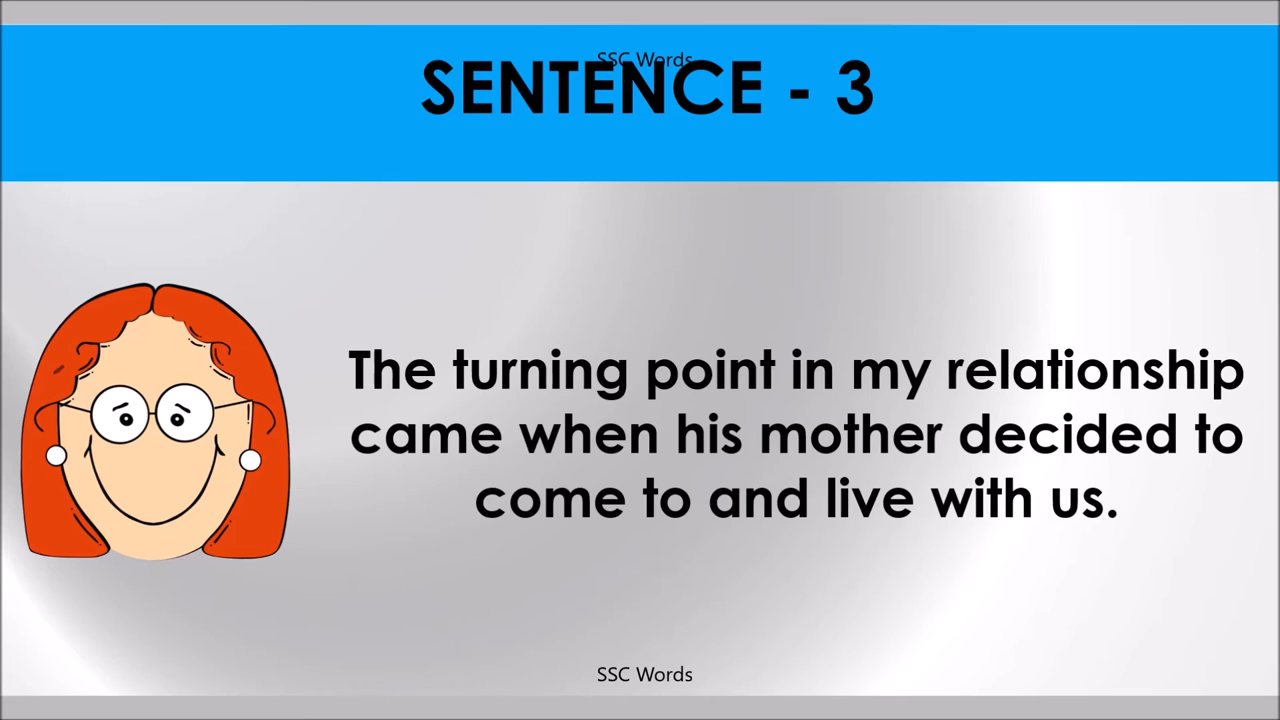 SSC Words
SENTENCE - 3
The turning point in my relationship
came when his mother decided to
come to and live with us.
SSC Words